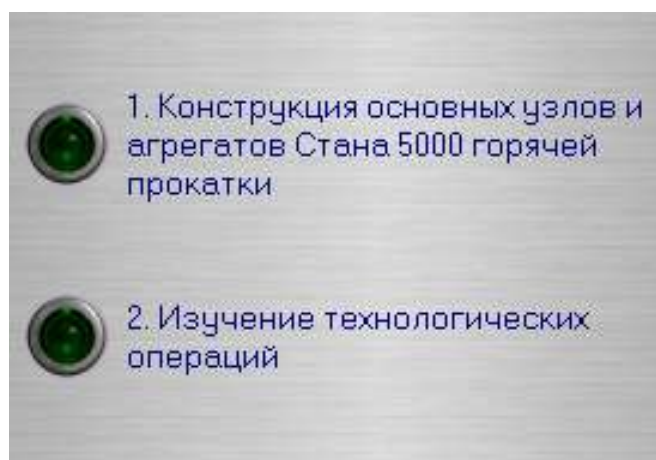 1. Конструкция основных узлов и
агрегатов Стана 5000 горячей
прокатки
2. Изучение технологических
операций